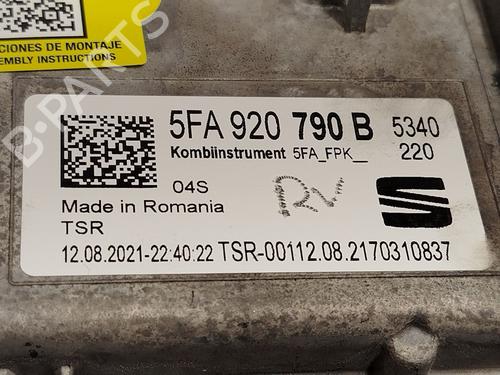 CIONES DE MONTAJE
EMBLY INSTRUCTIONS
B-PARTS
5FA 920 790 B 5340
Kombiinstrument 5FA_FPK__ 220
04S
Made in Romania
TSR
12.08.2021-22:40:22 TSR-00112.08.2170310837